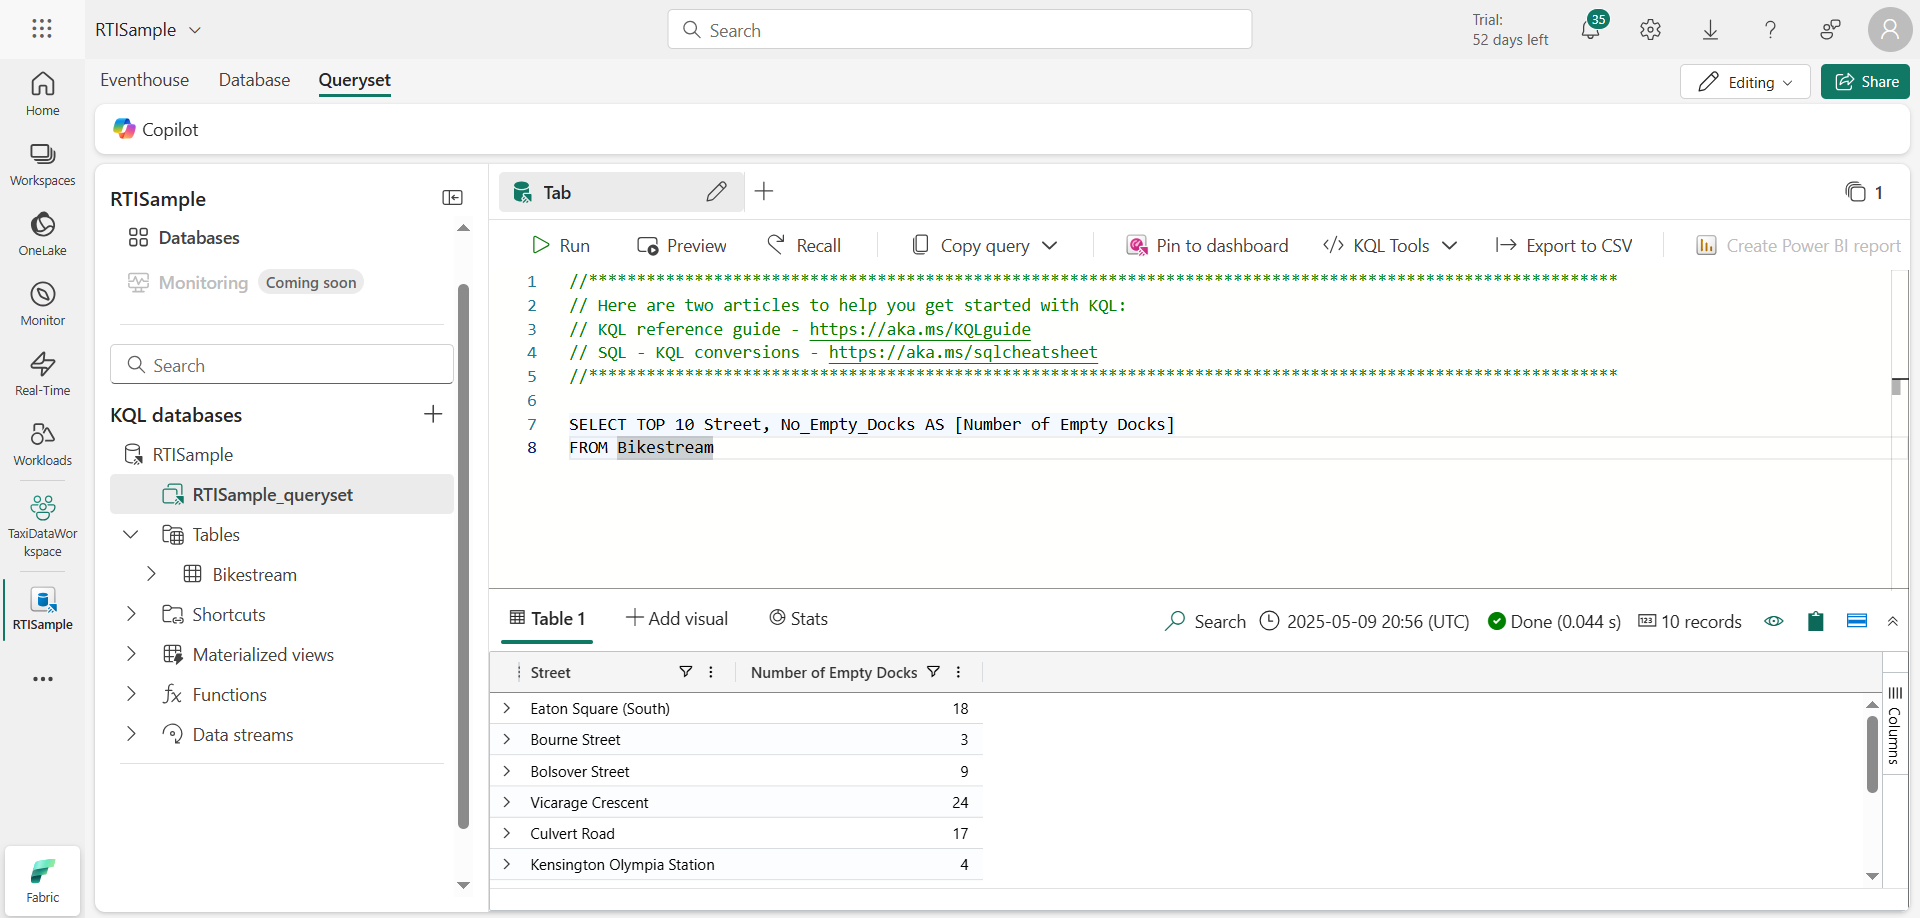 RTISample
Search
Trial:
52 days left
35
Home
Workspaces
OneLake
Monitor
Real-Time
Workloads
TaxiDataWor
kspace
RTISample
Fabric
Eventhouse Database Queryset
Editing
Share
Copilot
RTISample
Databases
Monitoring Coming soon
Search
KQL databases
RTISample
RTISample_queryset
Tables
Bikestream
Shortcuts
Materialized views
Functions
Data streams
Tab
1
Run Preview Recall Copy query Pin to dashboard KQL Tools Export to CSV Create Power BI report
1 //***********************************************************************************************************
2 // Here are two articles to help you get started with KQL:
3 // KQL reference guide - https://aka.ms/KQLguide
4 // SQL - KQL conversions - https://aka.ms/sqlcheatsheet
5 //***********************************************************************************************************
6
7 SELECT TOP 10 Street, No_Empty_Docks AS [Number of Empty Docks]
8 FROM Bikestream
Table 1 Add visual Stats Search 2025-05-09 20:56 (UTC) Done (0.044 s) 123 10 records
Street Number of Empty Docks
Eaton Square (South) 18
Bourne Street 3
Bolsover Street 9
Vicarage Crescent 24
Culvert Road 17
Kensington Olympia Station 4
Columns